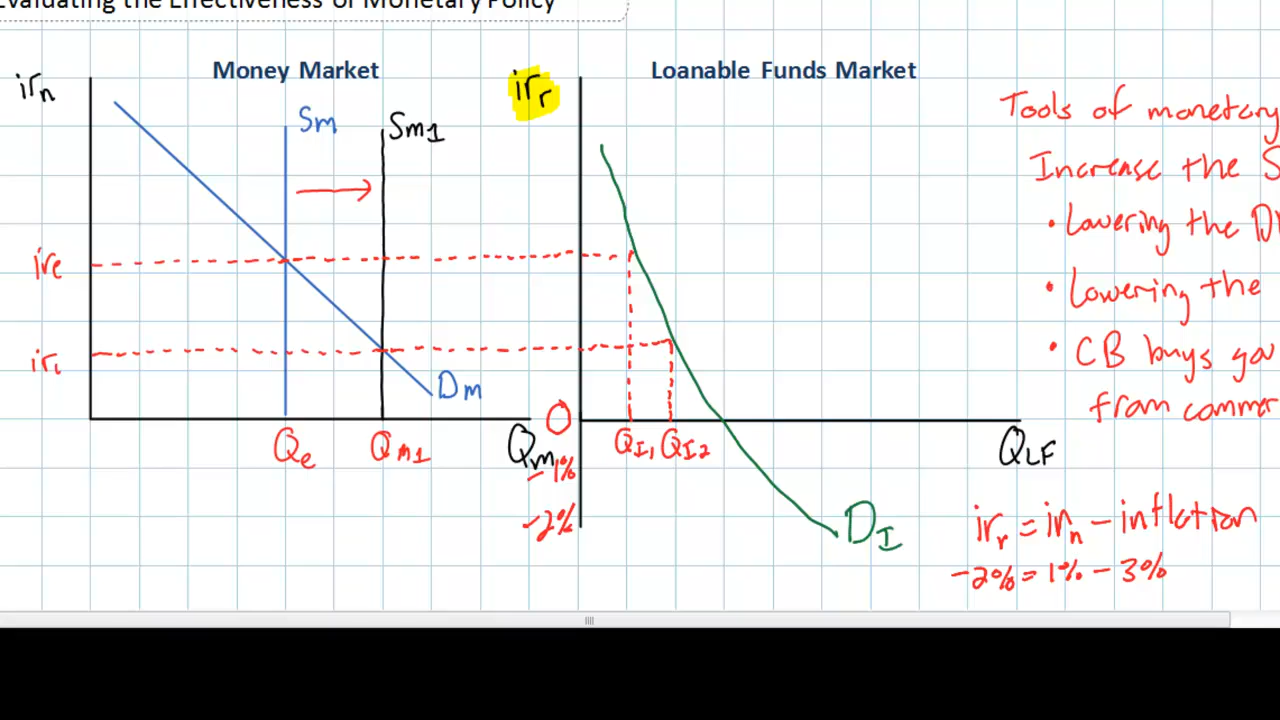 Evaluating the Effectiveness of Monetary Policy
Money Market
Loanable Funds Market
irn
irr
Sm
Sm1
Tools of monetary
Increase the S
• Lowering the D
ire
• Lowering the
ir1
• CB buys gov
from commer
Dm
0
Qe
QM1
Qm
QI1
QI2
QLF
-1%
-2%
DI
irr = irn - inflation
-2% = 1% - 3%